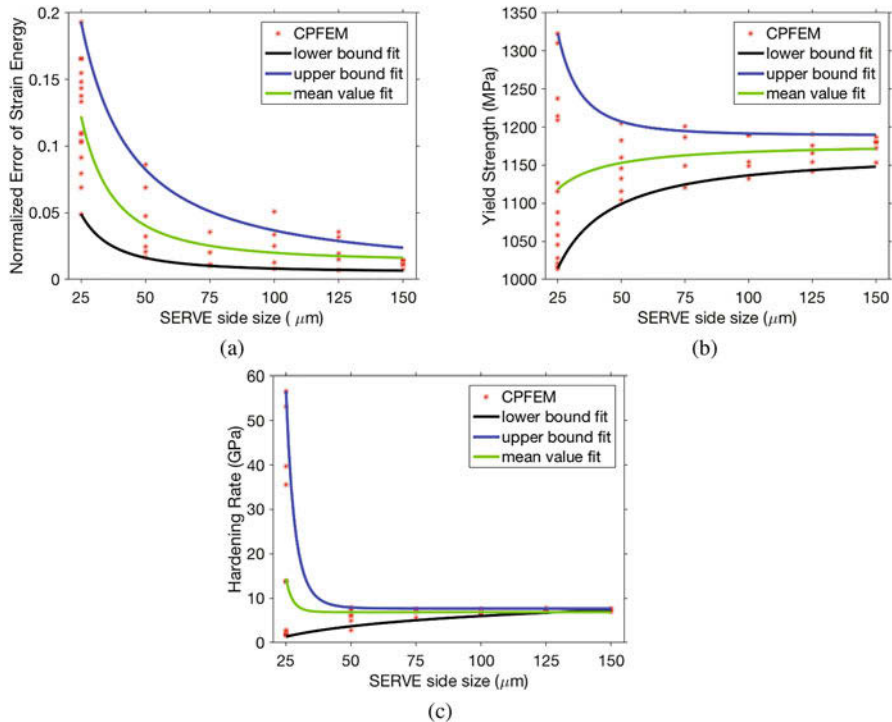 Normalized Error of Strain Energy
0.2
0.15
0.1
0.05
0
25 50 75 100 125 150
SERVE side size ( μm)
CPFEM
lower bound fit
upper bound fit
mean value fit
(a)
Yield Strength (MPa)
1350
1300
1250
1200
1150
1100
1050
1000
25 50 75 100 125 150
SERVE side size (μm)
CPFEM
lower bound fit
upper bound fit
mean value fit
(b)
Hardening Rate (GPa)
60
50
40
30
20
10
0
25 50 75 100 125 150
SERVE side size (μm)
CPFEM
lower bound fit
upper bound fit
mean value fit
(c)